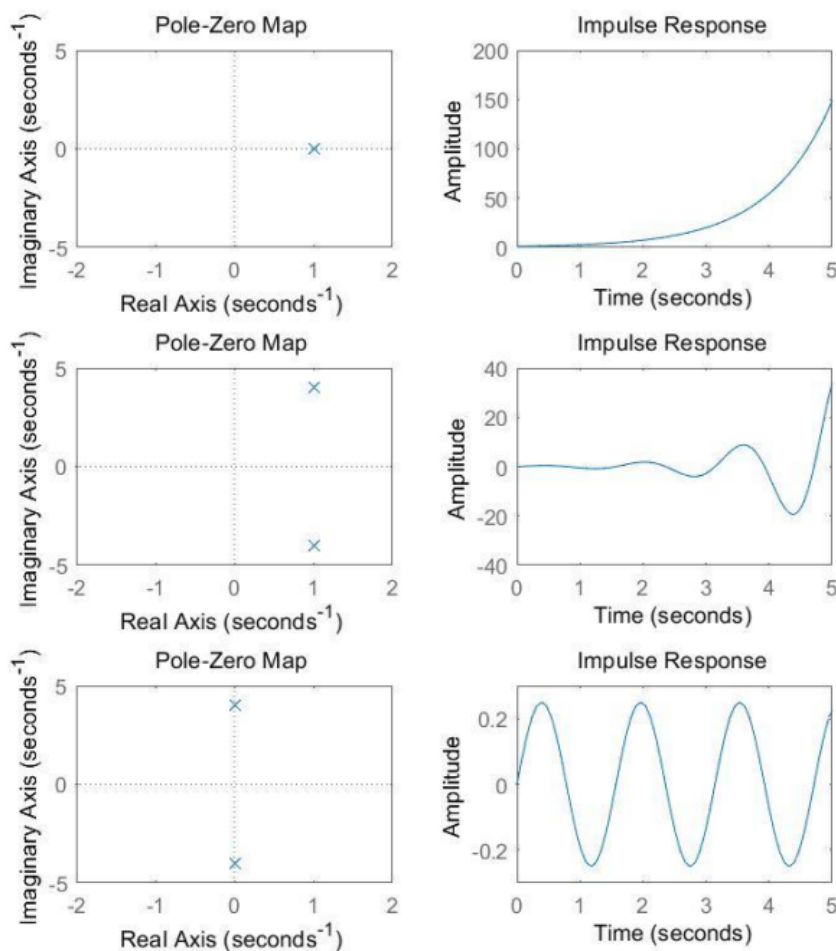 Pole-Zero Map
Imaginary Axis (seconds⁻¹)
5
0
-5
-2 -1 0 1 2
Real Axis (seconds⁻¹)
Impulse Response
Amplitude
200
150
100
50
0
0 1 2 3 4 5
Time (seconds)
Pole-Zero Map
Imaginary Axis (seconds⁻¹)
5
0
-5
-2 -1 0 1 2
Real Axis (seconds⁻¹)
Impulse Response
Amplitude
40
20
0
-20
-40
0 1 2 3 4 5
Time (seconds)
Pole-Zero Map
Imaginary Axis (seconds⁻¹)
5
0
-5
-2 -1 0 1 2
Real Axis (seconds⁻¹)
Impulse Response
Amplitude
0.2
0
-0.2
0 1 2 3 4 5
Time (seconds)